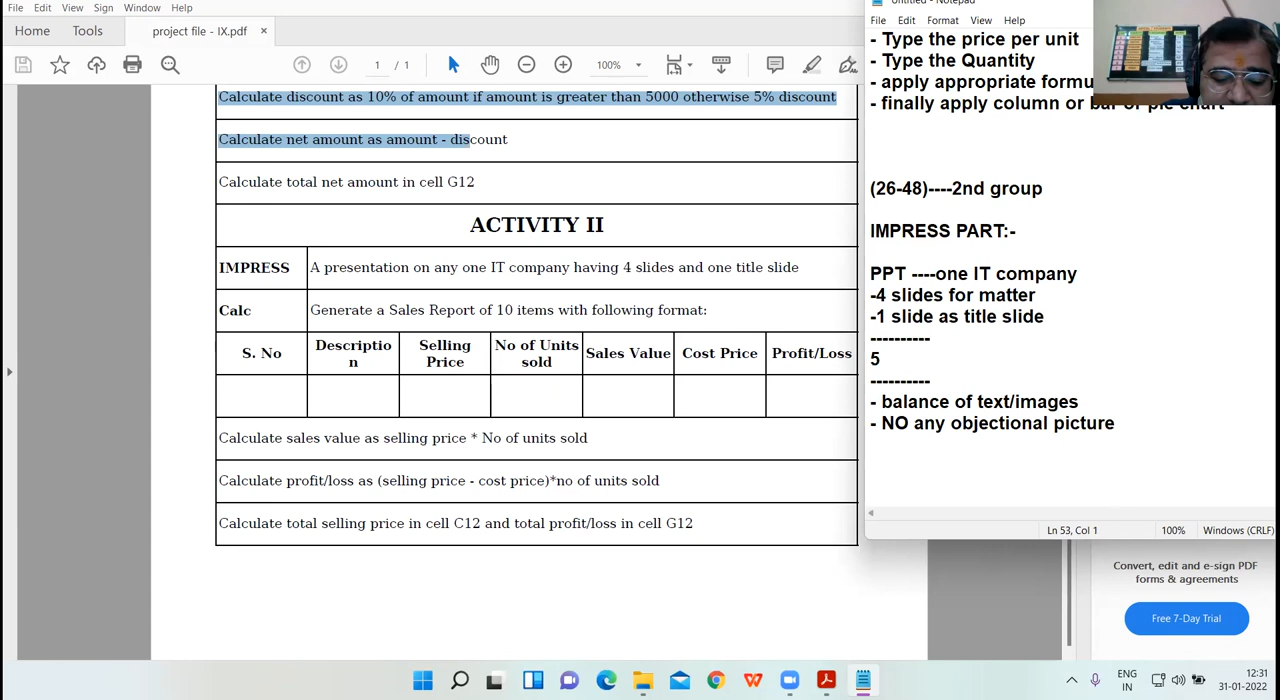 File Edit View Sign Window Help
Home Tools project file - IX.pdf ×
1 / 1 100%
Calculate discount as 10% of amount if amount is greater than 5000 otherwise 5% discount
Calculate net amount as amount - discount
Calculate total net amount in cell G12
ACTIVITY II
IMPRESS A presentation on any one IT company having 4 slides and one title slide
Calc Generate a Sales Report of 10 items with following format:
S. No Descriptio
n Selling
Price No of Units
sold Sales Value Cost Price Profit/Loss
Calculate sales value as selling price * No of units sold
Calculate profit/loss as (selling price - cost price)*no of units sold
Calculate total selling price in cell C12 and total profit/loss in cell G12
Untitled - Notepad
File Edit Format View Help
- Type the price per unit
- Type the Quantity
- apply appropriate formu
- finally apply column or bar or pie chart
(26-48)----2nd group
IMPRESS PART:-
PPT ----one IT company
-4 slides for matter
-1 slide as title slide
----------
5
----------
- balance of text/images
- NO any objectional picture
Ln 53, Col 1 100% Windows (CRLF)
Convert, edit and e-sign PDF
forms & agreements
Free 7-Day Trial
ENG
IN
12:31
31-01-2022